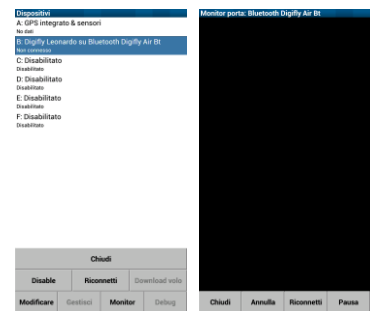 Dispositivi
A: GPS integrato & sensori
No dati
B: Digifly Leonardo su Bluetooth Digifly Air Bt
Non connesso
C: Disabilitato
Disabilitato
D: Disabilitato
Disabilitato
E: Disabilitato
Disabilitato
F: Disabilitato
Disabilitato
Chiudi
Disable Riconnetti Download volo
Modificare Gestisci Monitor Debug
Monitor porta: Bluetooth Digifly Air Bt
Chiudi Annulla Riconnetti Pausa